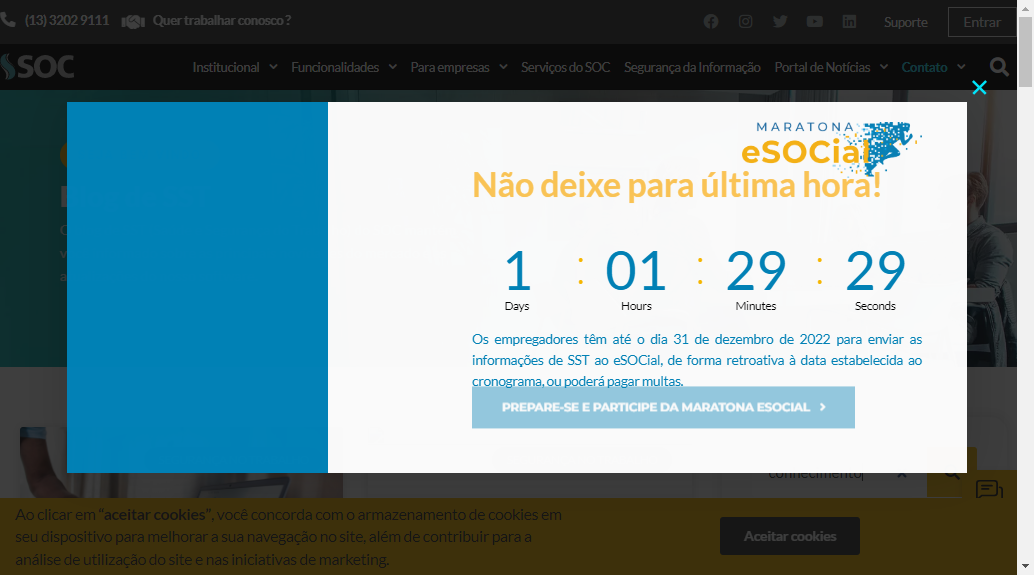 (13) 3202 9111 Quer trabalhar conosco ?
Suporte Entrar
SOC Institucional Funcionalidades Para empresas Serviços do SOC Segurança da Informação Portal de Notícias Contato
MARATONA
eSOCial
Não deixe para última hora!
1 : 01 : 29 : 29
Days Hours Minutes Seconds
Os empregadores têm até o dia 31 de dezembro de 2022 para enviar as
informações de SST ao eSOCial, de forma retroativa à data estabelecida ao
cronograma, ou poderá pagar multas.
PREPARE-SE E PARTICIPE DA MARATONA ESOCIAL
conhecimento
Ao clicar em "aceitar cookies", você concorda com o armazenamento de cookies em
seu dispositivo para melhorar a sua navegação no site, além de contribuir para a
análise de utilização do site e nas iniciativas de marketing.
Aceitar cookies